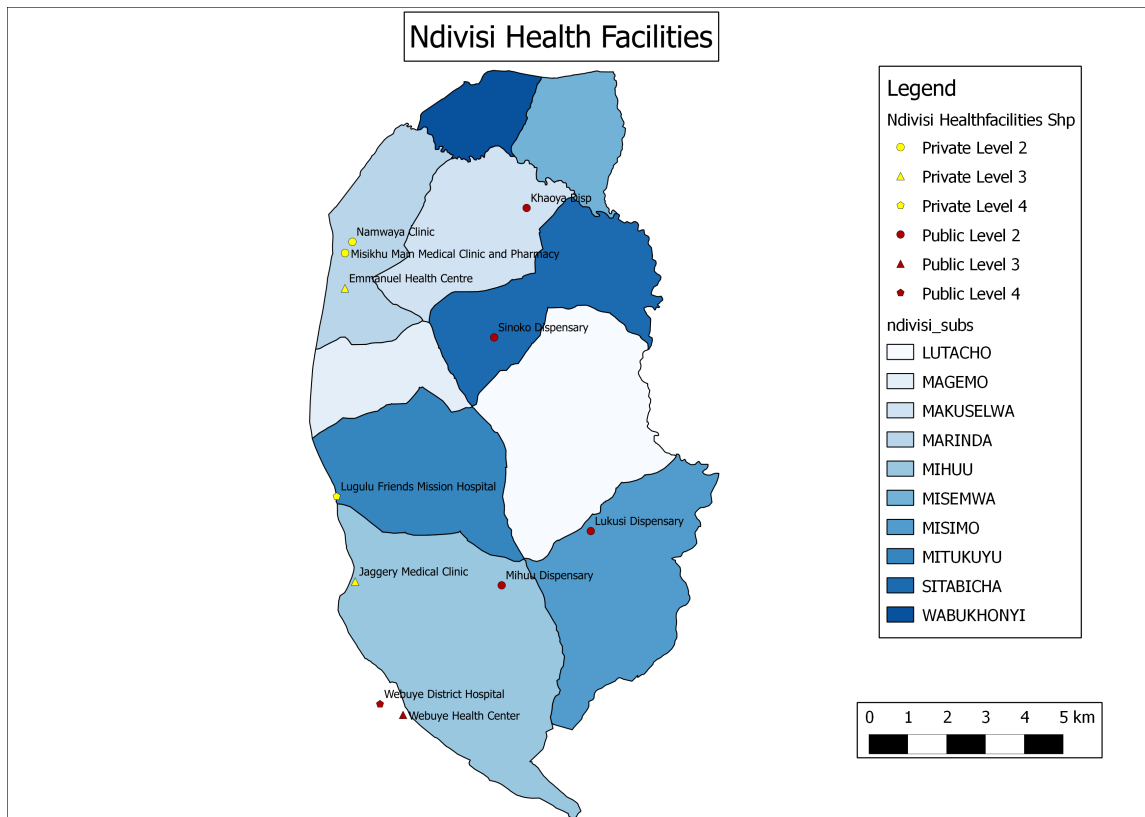 Ndivisi Health Facilities
Khaoya Disp
Namwaya Clinic
Misikhu Main Medical Clinic and Pharmacy
Emmanuel Health Centre
Sinoko Dispensary
Lugulu Friends Mission Hospital
Lukusi Dispensary
Jaggery Medical Clinic
Mihuu Dispensary
Webuye District Hospital
Webuye Health Center
Legend
Ndivisi Healthfacilities Shp
Private Level 2
Private Level 3
Private Level 4
Public Level 2
Public Level 3
Public Level 4
ndivisi_subs
LUTACHO
MAGEMO
MAKUSELWA
MARINDA
MIHUU
MISEMWA
MISIMO
MITUKUYU
SITABICHA
WABUKHONYI
0 1 2 3 4 5 km